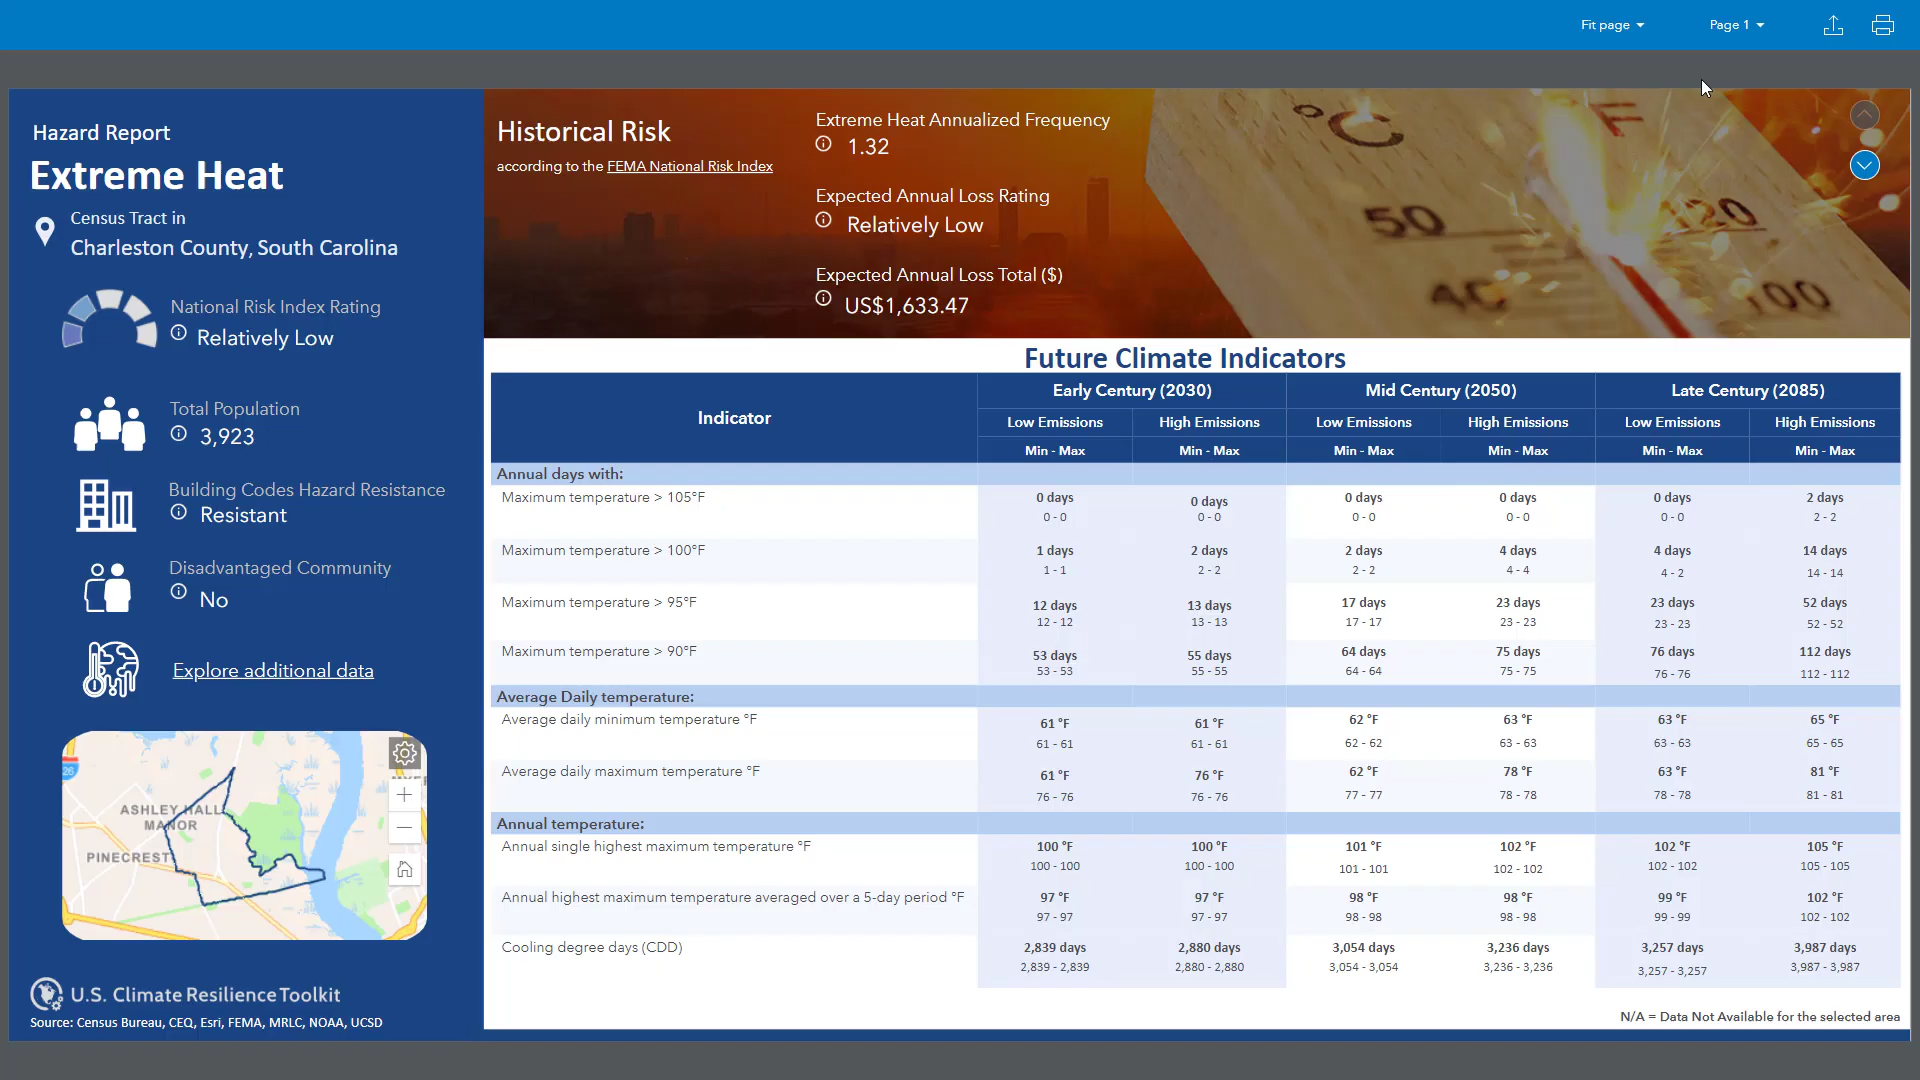 Fit page
Page 1
Hazard Report
Extreme Heat
Census Tract in
Charleston County, South Carolina
National Risk Index Rating
Relatively Low
Total Population
3,923
Building Codes Hazard Resistance
Resistant
Disadvantaged Community
No
Explore additional data
26
ASHLEY HALL
MANOR
PINECREST
U.S. Climate Resilience Toolkit
Source: Census Bureau, CEQ, Esri, FEMA, MRLC, NOAA, UCSD
Historical Risk
according to the FEMA National Risk Index
Extreme Heat Annualized Frequency
1.32
Expected Annual Loss Rating
Relatively Low
Expected Annual Loss Total ($)
US$1,633.47
°C
F
50
120
40
100
Future Climate Indicators
Indicator Early Century (2030) Mid Century (2050) Late Century (2085)
Low Emissions High Emissions Low Emissions High Emissions Low Emissions High Emissions
Min - Max Min - Max Min - Max Min - Max Min - Max Min - Max
Annual days with:
Maximum temperature > 105°F 0 days 0 days 0 days 0 days 0 days 2 days
0 - 0 0 - 0 0 - 0 0 - 0 0 - 0 2 - 2
Maximum temperature > 100°F 1 days 2 days 2 days 4 days 4 days 14 days
1 - 1 2 - 2 2 - 2 4 - 4 4 - 2 14 - 14
Maximum temperature > 95°F 12 days 13 days 17 days 23 days 23 days 52 days
12 - 12 13 - 13 17 - 17 23 - 23 23 - 23 52 - 52
Maximum temperature > 90°F 53 days 55 days 64 days 75 days 76 days 112 days
53 - 53 55 - 55 64 - 64 75 - 75 76 - 76 112 - 112
Average Daily temperature:
Average daily minimum temperature °F 61 °F 61 °F 62 °F 63 °F 63 °F 65 °F
61 - 61 61 - 61 62 - 62 63 - 63 63 - 63 65 - 65
Average daily maximum temperature °F 61 °F 76 °F 62 °F 78 °F 63 °F 81 °F
76 - 76 76 - 76 77 - 77 78 - 78 78 - 78 81 - 81
Annual temperature:
Annual single highest maximum temperature °F 100 °F 100 °F 101 °F 102 °F 102 °F 105 °F
100 - 100 100 - 100 101 - 101 102 - 102 102 - 102 105 - 105
Annual highest maximum temperature averaged over a 5-day period °F 97 °F 97 °F 98 °F 98 °F 99 °F 102 °F
97 - 97 97 - 97 98 - 98 98 - 98 99 - 99 102 - 102
Cooling degree days (CDD) 2,839 days 2,880 days 3,054 days 3,236 days 3,257 days 3,987 days
2,839 - 2,839 2,880 - 2,880 3,054 - 3,054 3,236 - 3,236 3,257 - 3,257 3,987 - 3,987
N/A = Data Not Available for the selected area